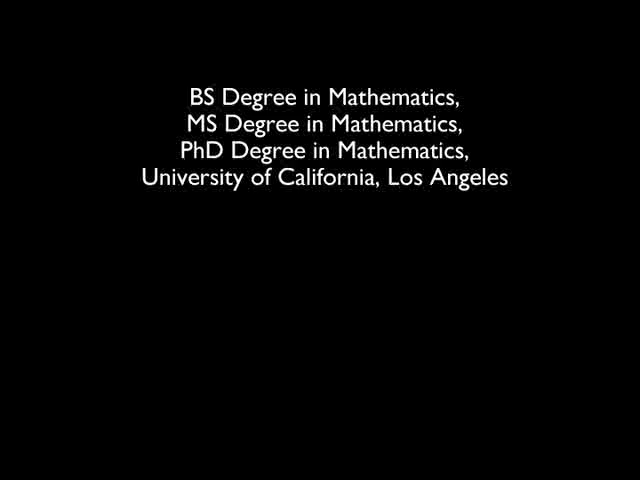 BS Degree in Mathematics,
MS Degree in Mathematics,
PhD Degree in Mathematics,
University of California, Los Angeles